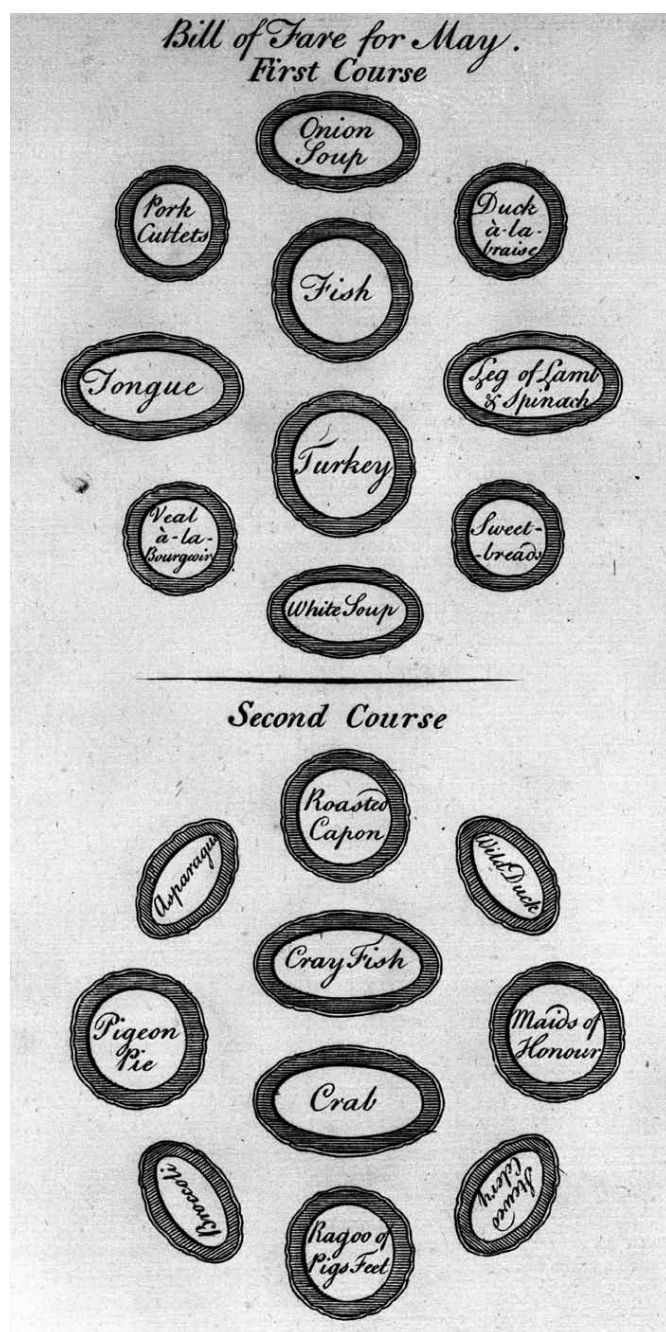 Bill of Fare for May.
First Course
Onion
Soup
Pork
Cutlets
Duck
à-la-
braise
Fish
Tongue
Leg of Lamb
& Spinach
Turkey
Veal
à-la-
Bourgeois
Sweet-
-breads
White Soup
Second Course
Roasted
Capon
Asparagus
Wild Duck
Cray Fish
Pigeon
Pie
Maids of
Honour
Crab
Broccoli
Stewed
Celery
Ragoo of
Pigs Feet